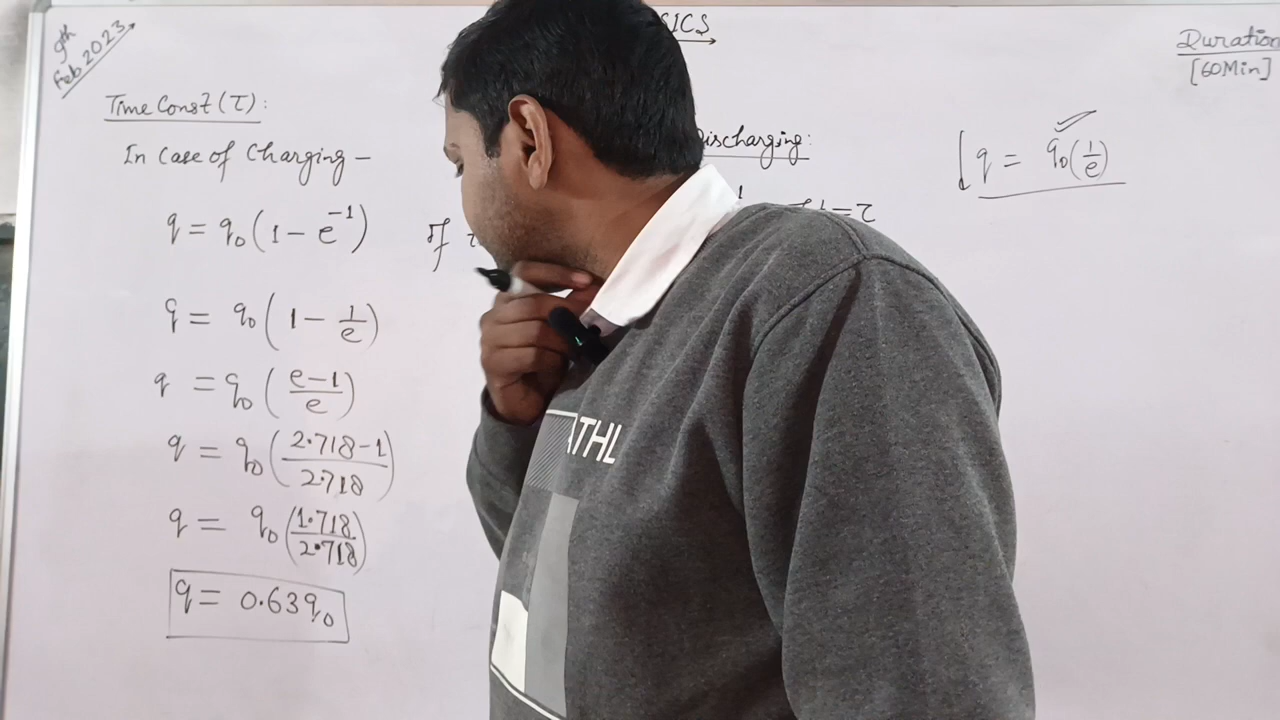 9th
Feb 2023
SICS
Duration
[60Min]
Time Const (τ):
In Case of Charging –
q = q₀(1 – e⁻¹)
q = q₀(1 – 1/e)
q = q₀((e–1)/e)
q = q₀((2.718–1)/2.718)
q = q₀(1.718/2.718)
q = 0.63q₀
If
Discharging:
t=τ
q = q₀(1/e)
ATHL